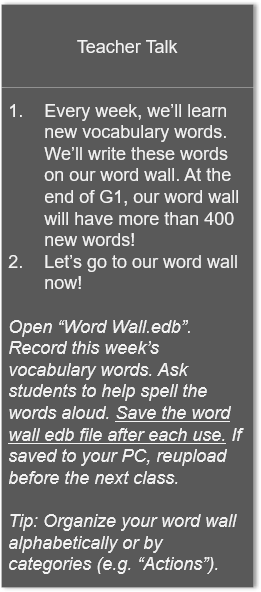 Teacher Talk
1. Every week, we’ll learn
new vocabulary words.
We’ll write these words
on our word wall. At the
end of G1, our word wall
will have more than 400
new words!
2. Let’s go to our word wall
now!
Open “Word Wall.edb”.
Record this week’s
vocabulary words. Ask
students to help spell the
words aloud. Save the word
wall edb file after each use. If
saved to your PC, reupload
before the next class.
Tip: Organize your word wall
alphabetically or by
categories (e.g. “Actions”).